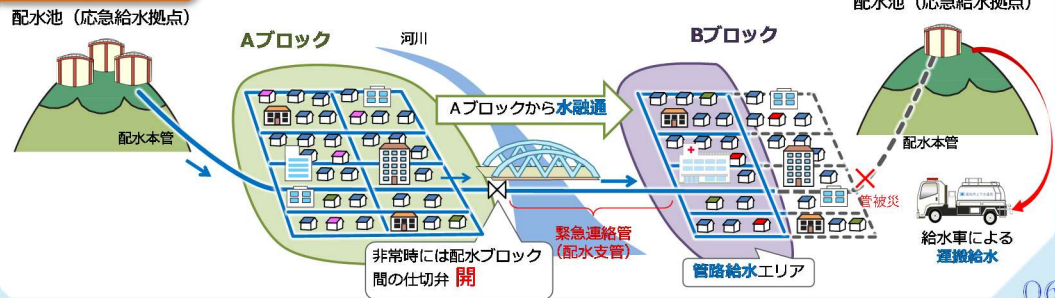 配水池（応急給水拠点）
配水池（応急給水拠点）
Aブロック
河川
Bブロック
Aブロックから水融通
配水本管
配水本管
管被災
緊急連絡管
（配水支管）
非常時には配水ブロック
間の仕切弁 開
管路給水エリア
給水車による
運搬給水
06